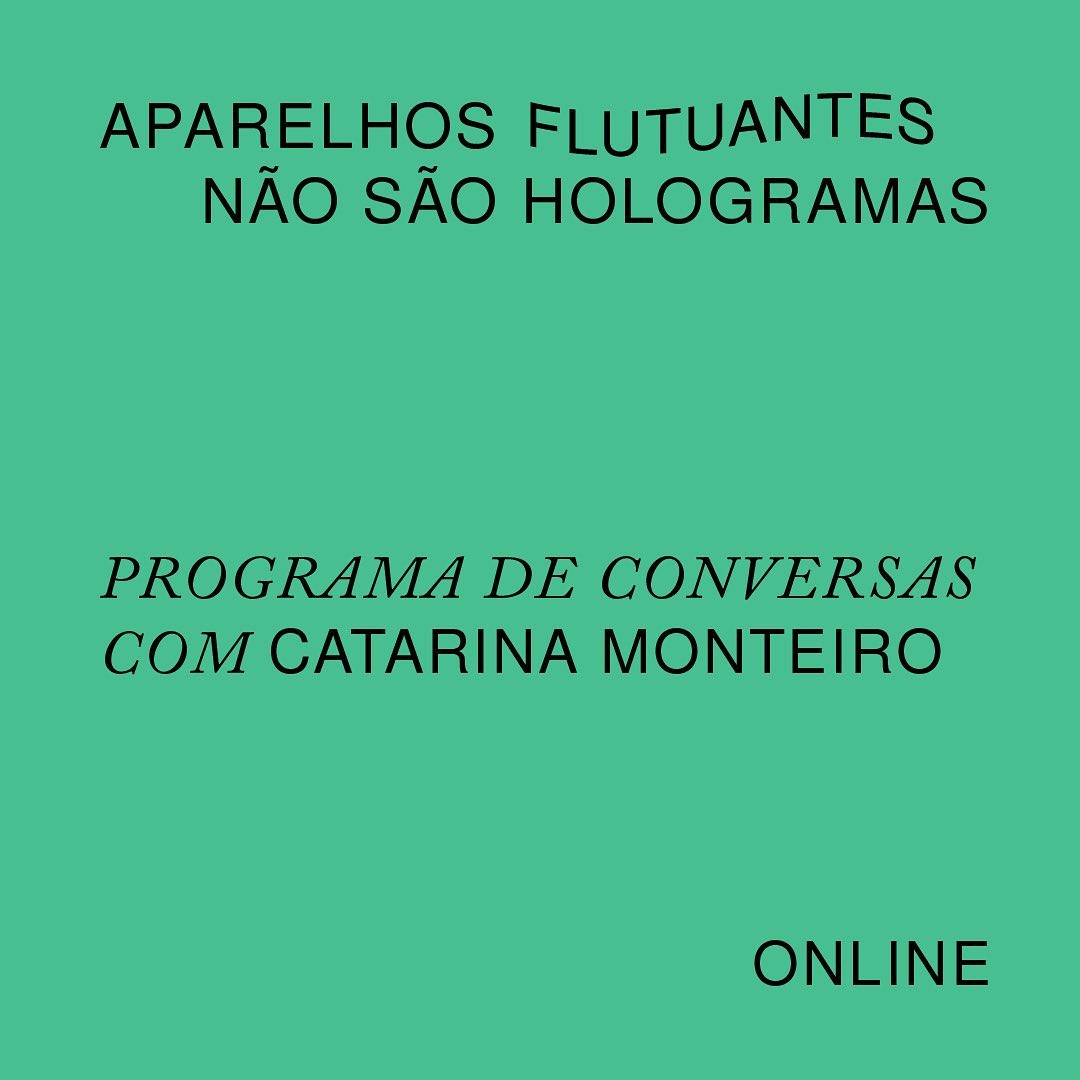 APARELHOS FLUTUANTES
NÃO SÃO HOLOGRAMAS
PROGRAMA DE CONVERSAS
COM CATARINA MONTEIRO
ONLINE